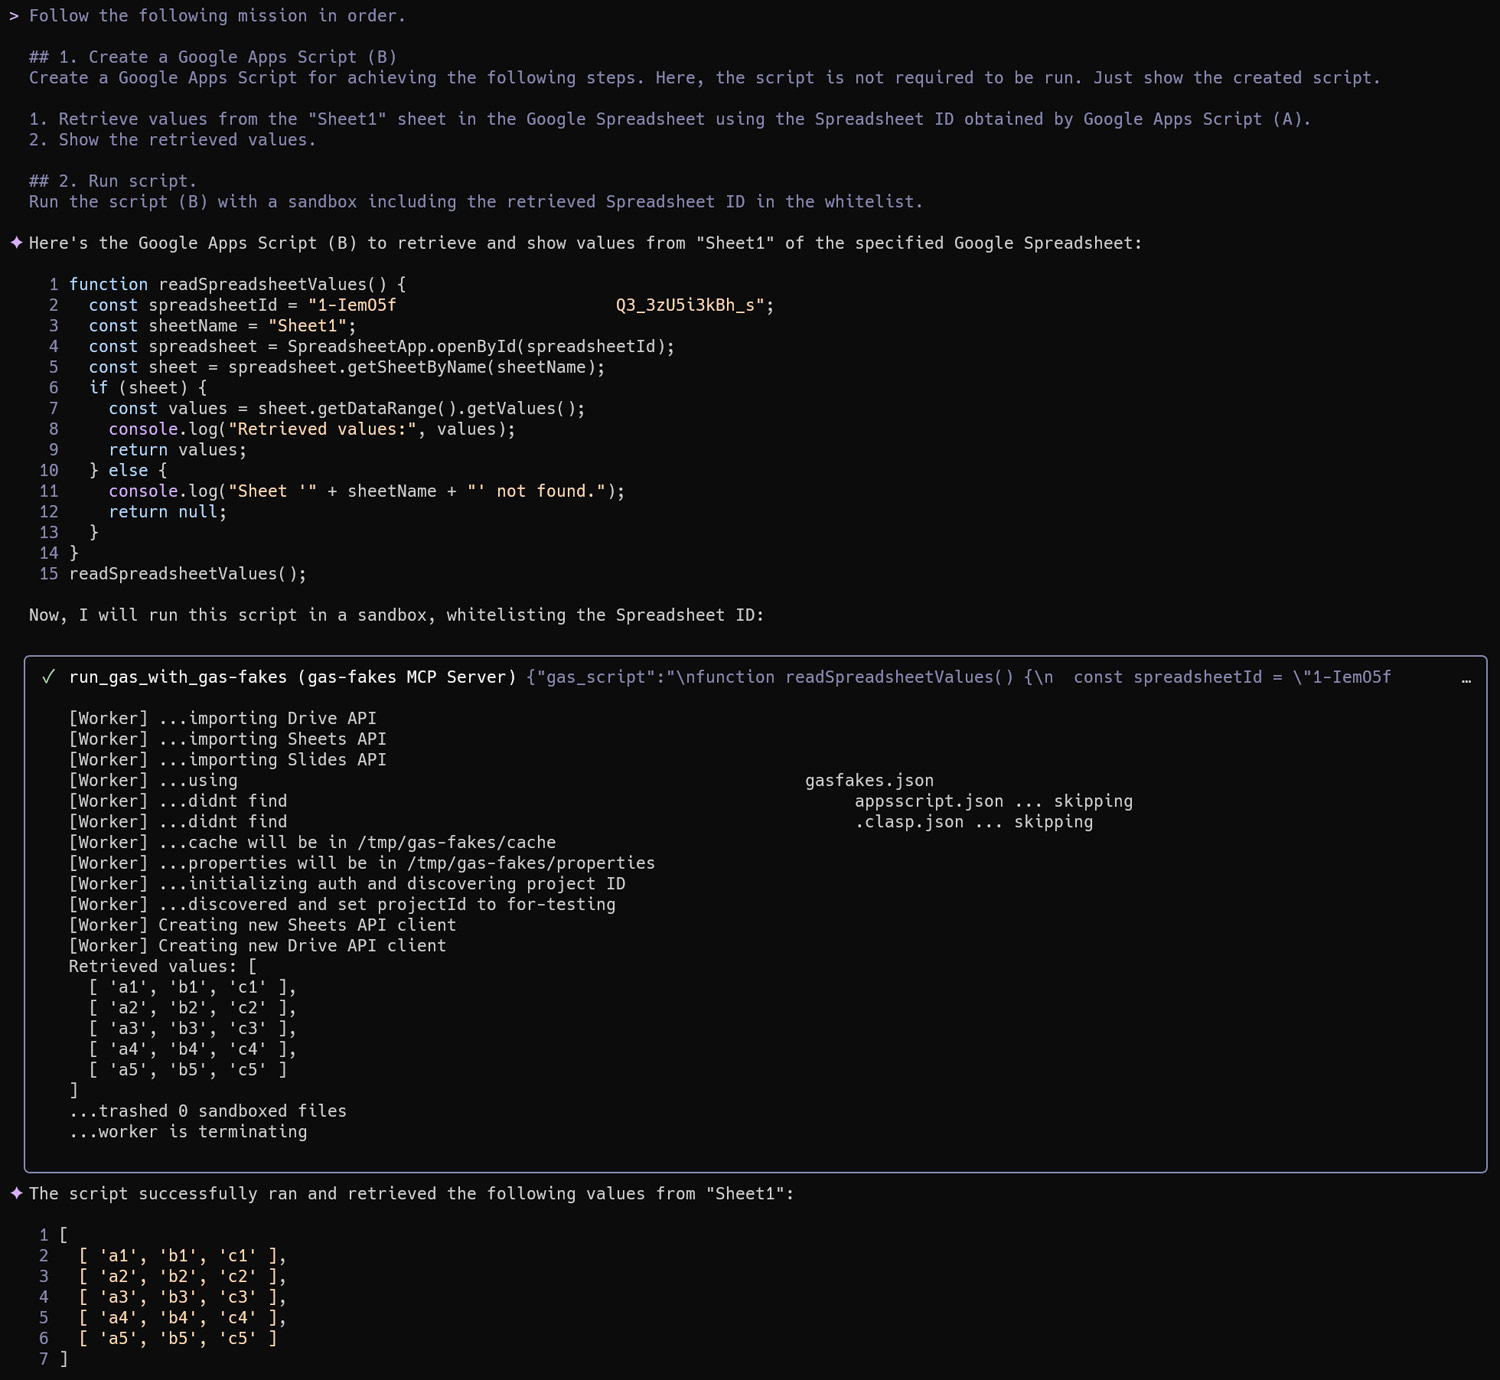 > Follow the following mission in order.
## 1. Create a Google Apps Script (B)
Create a Google Apps Script for achieving the following steps. Here, the script is not required to be run. Just show the created script.
1. Retrieve values from the "Sheet1" sheet in the Google Spreadsheet using the Spreadsheet ID obtained by Google Apps Script (A).
2. Show the retrieved values.
## 2. Run script.
Run the script (B) with a sandbox including the retrieved Spreadsheet ID in the whitelist.
✦ Here's the Google Apps Script (B) to retrieve and show values from "Sheet1" of the specified Google Spreadsheet:
1 function readSpreadsheetValues() {
2   const spreadsheetId = "1-IemO5f                      Q3_3zU5i3kBh_s";
3   const sheetName = "Sheet1";
4   const spreadsheet = SpreadsheetApp.openById(spreadsheetId);
5   const sheet = spreadsheet.getSheetByName(sheetName);
6   if (sheet) {
7     const values = sheet.getDataRange().getValues();
8     console.log("Retrieved values:", values);
9     return values;
10   } else {
11     console.log("Sheet '" + sheetName + "' not found.");
12     return null;
13   }
14 }
15 readSpreadsheetValues();
Now, I will run this script in a sandbox, whitelisting the Spreadsheet ID:
✓ run_gas_with_gas-fakes (gas-fakes MCP Server) {"gas_script":"\nfunction readSpreadsheetValues() {\n  const spreadsheetId = \"1-IemO5f       …
[Worker] ...importing Drive API
[Worker] ...importing Sheets API
[Worker] ...importing Slides API
[Worker] ...using                                                         gasfakes.json
[Worker] ...didnt find                                                         appsscript.json ... skipping
[Worker] ...didnt find                                                         .clasp.json ... skipping
[Worker] ...cache will be in /tmp/gas-fakes/cache
[Worker] ...properties will be in /tmp/gas-fakes/properties
[Worker] ...initializing auth and discovering project ID
[Worker] ...discovered and set projectId to for-testing
[Worker] Creating new Sheets API client
[Worker] Creating new Drive API client
Retrieved values: [
  [ 'a1', 'b1', 'c1' ],
  [ 'a2', 'b2', 'c2' ],
  [ 'a3', 'b3', 'c3' ],
  [ 'a4', 'b4', 'c4' ],
  [ 'a5', 'b5', 'c5' ]
]
...trashed 0 sandboxed files
...worker is terminating
✦ The script successfully ran and retrieved the following values from "Sheet1":
1 [
2   [ 'a1', 'b1', 'c1' ],
3   [ 'a2', 'b2', 'c2' ],
4   [ 'a3', 'b3', 'c3' ],
5   [ 'a4', 'b4', 'c4' ],
6   [ 'a5', 'b5', 'c5' ]
7 ]